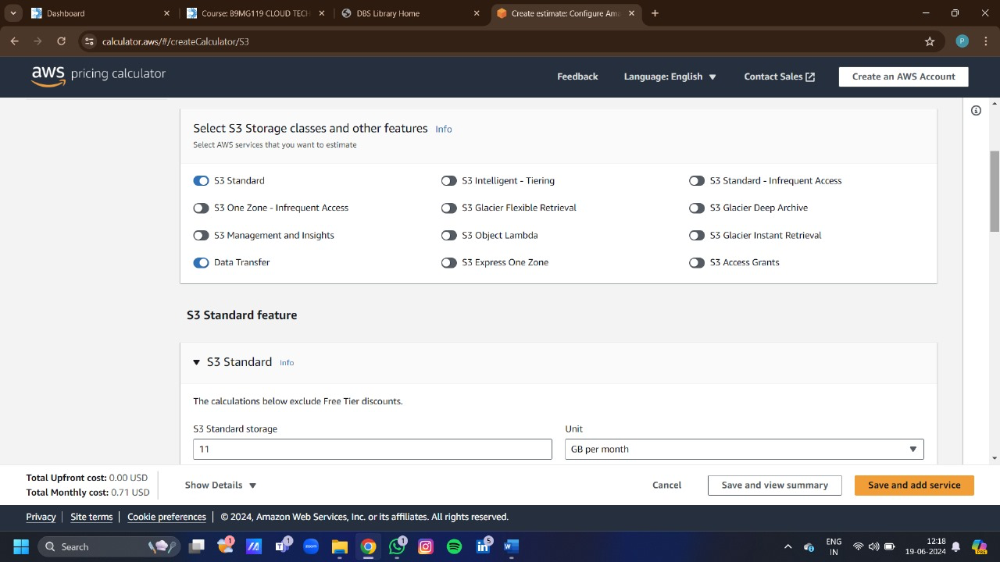 Dashboard
Course: B9MG119 CLOUD TECH
DBS Library Home
Create estimate: Configure Ama
calculator.aws/#/createCalculator/S3
P
aws pricing calculator
Feedback
Language: English
Contact Sales
Create an AWS Account
Select S3 Storage classes and other features Info
Select AWS services that you want to estimate
S3 Standard
S3 Intelligent - Tiering
S3 Standard - Infrequent Access
S3 One Zone - Infrequent Access
S3 Glacier Flexible Retrieval
S3 Glacier Deep Archive
S3 Management and Insights
S3 Object Lambda
S3 Glacier Instant Retrieval
Data Transfer
S3 Express One Zone
S3 Access Grants
S3 Standard feature
S3 Standard Info
The calculations below exclude Free Tier discounts.
S3 Standard storage
Unit
11
GB per month
Total Upfront cost: 0.00 USD
Total Monthly cost: 0.71 USD
Show Details
Cancel
Save and view summary
Save and add service
Privacy
Site terms
Cookie preferences
© 2024, Amazon Web Services, Inc. or its affiliates. All rights reserved.
Search
1
1
zoom
1
5
ENG
IN
12:18
19-06-2024
PRE